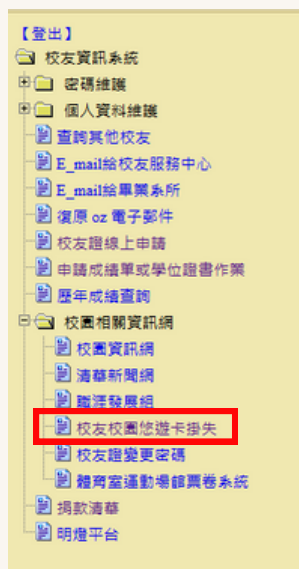 【登出】
校友資訊系統
密碼維護
個人資料維護
查詢其他校友
E_mail給校友服務中心
E_mail給畢業系所
復原 oz 電子郵件
校友證線上申請
申請成績單或學位證書作業
歷年成績查詢
校園相關資訊網
校園資訊網
清華新聞網
職涯發展組
校友校園悠遊卡掛失
校友證變更密碼
體育室運動場館票卷系統
捐款清華
明燈平台